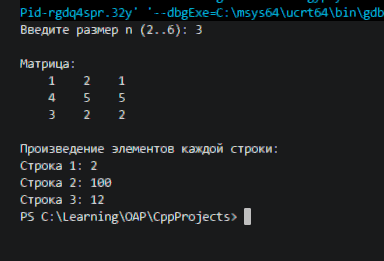 Pid-rgdq4spr.32y' '--dbgExe=C:\msys64\ucrt64\bin\gdb
Введите размер n (2..6): 3
Матрица:
1 2 1
4 5 5
3 2 2
Произведение элементов каждой строки:
Строка 1: 2
Строка 2: 100
Строка 3: 12
PS C:\Learning\OAP\CppProjects>